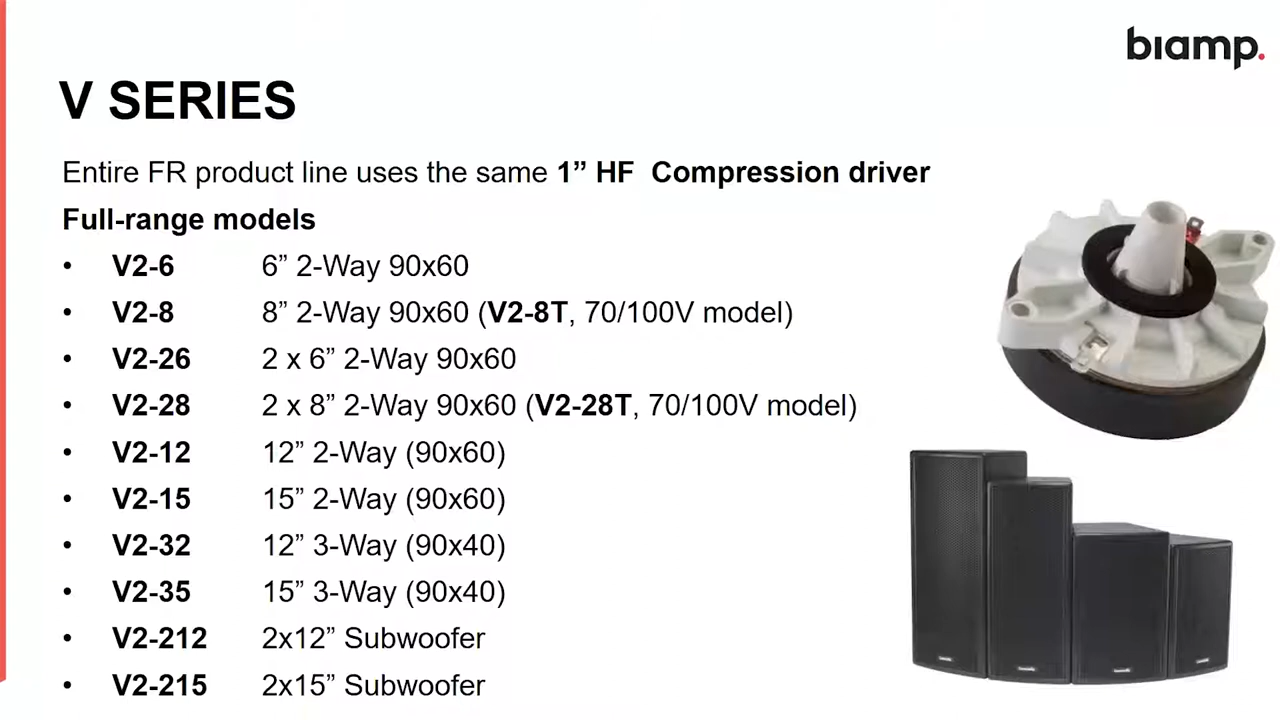 biamp.
V SERIES
Entire FR product line uses the same 1” HF  Compression driver
Full-range models
• V2-6 6” 2-Way 90x60
• V2-8 8” 2-Way 90x60 (V2-8T, 70/100V model)
• V2-26 2 x 6” 2-Way 90x60
• V2-28 2 x 8” 2-Way 90x60 (V2-28T, 70/100V model)
• V2-12 12” 2-Way (90x60)
• V2-15 15” 2-Way (90x60)
• V2-32 12” 3-Way (90x40)
• V2-35 15” 3-Way (90x40)
• V2-212 2x12” Subwoofer
• V2-215 2x15” Subwoofer